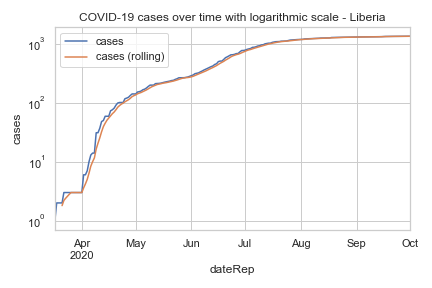 COVID-19 cases over time with logarithmic scale - Liberia
cases
cases (rolling)
10³
10²
10¹
10⁰
cases
Apr May Jun Jul Aug Sep Oct
2020
dateRep